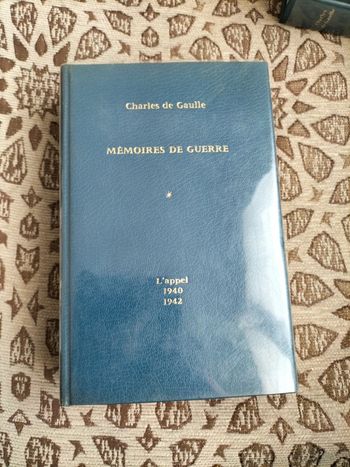 Charles de Gaulle
MÉMOIRES DE GUERRE
*
L'appel
1940
1942